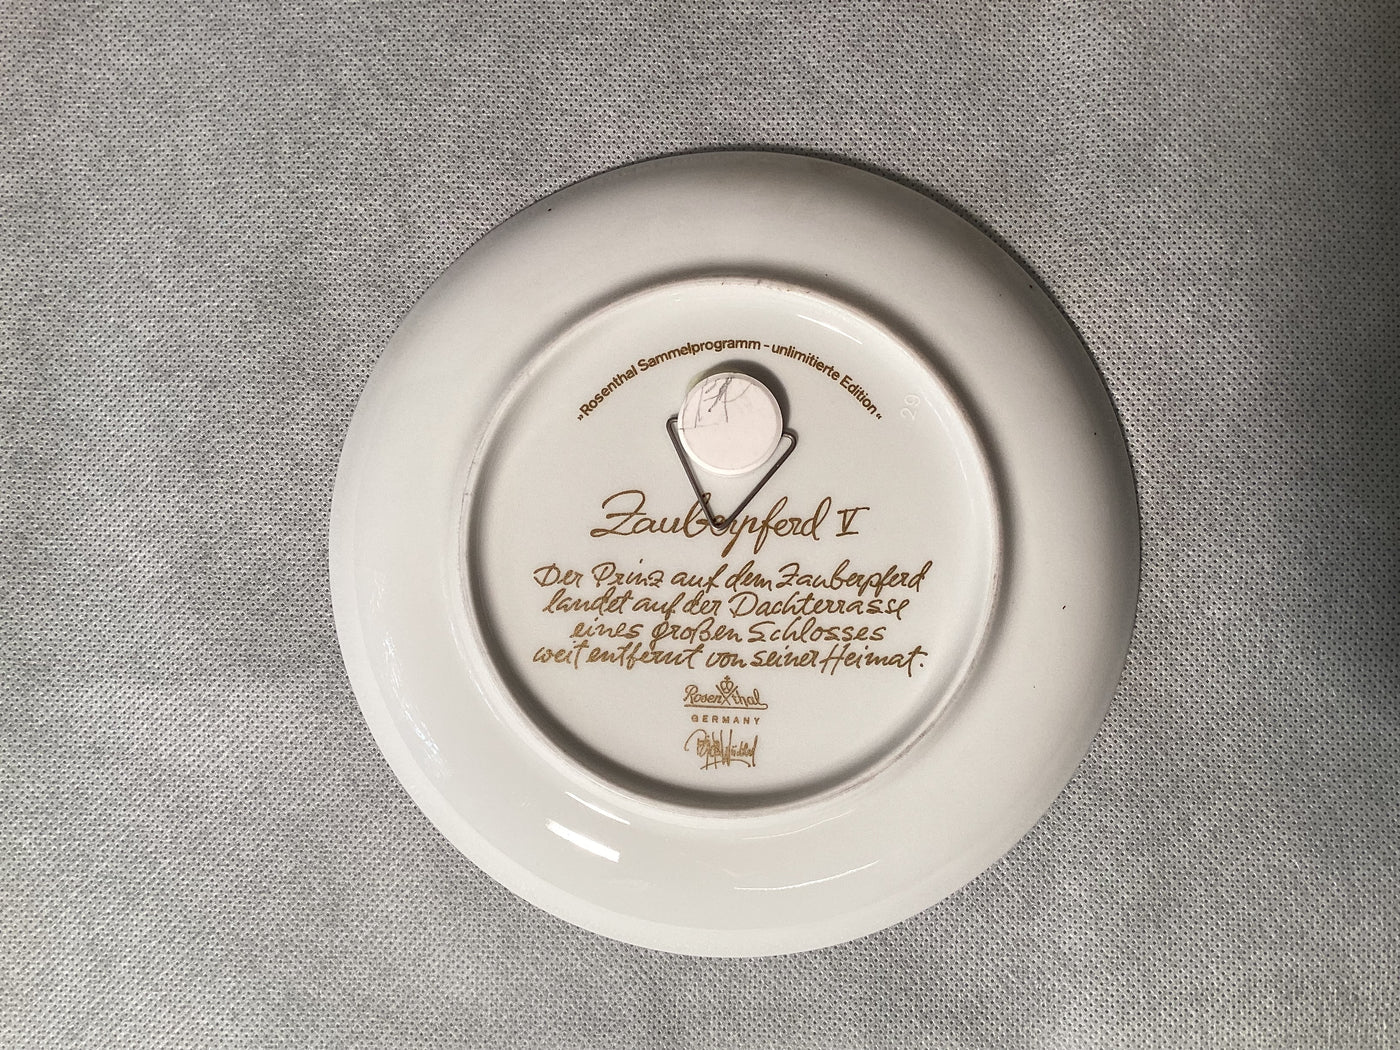 „Rosenthal Sammelprogramm - unlimitierte Edition“
29
Zauberpferd V
Der Prinz auf dem Zauberpferd
landet auf der Dachterrasse
eines großen Schlosses
weit entfernt von seiner Heimat.
Rosenthal
GERMANY